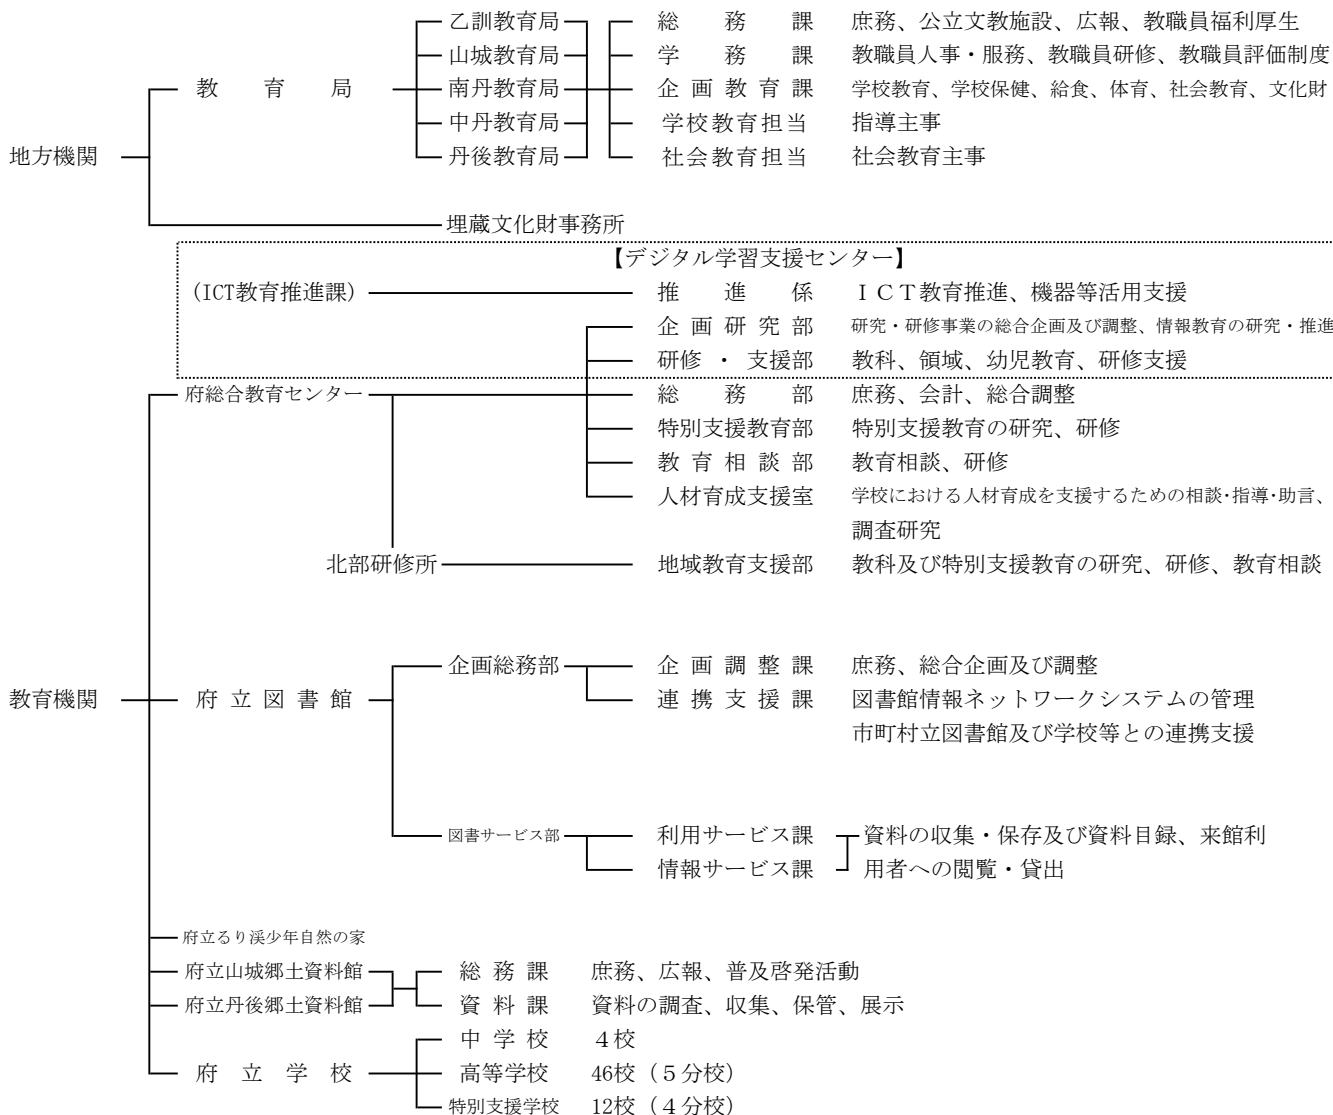 乙訓教育局 総務課 庶務、公立文教施設、広報、教職員福利厚生
山城教育局 学務課 教職員人事・服務、教職員研修、教職員評価制度
教育局 南丹教育局 企画教育課 学校教育、学校保健、給食、体育、社会教育、文化財
中丹教育局 学校教育担当 指導主事
地方機関 丹後教育局 社会教育担当 社会教育主事
埋蔵文化財事務所
【デジタル学習支援センター】
(ICT教育推進課) 推進係 ＩＣＴ教育推進、機器等活用支援
企画研究部 研究・研修事業の総合企画及び調整、情報教育の研究・推進
研修・支援部 教科、領域、幼児教育、研修支援
府総合教育センター 総務部 庶務、会計、総合調整
特別支援教育部 特別支援教育の研究、研修
教育相談部 教育相談、研修
人材育成支援室 学校における人材育成を支援するための相談・指導・助言、
調査研究
北部研修所 地域教育支援部 教科及び特別支援教育の研究、研修、教育相談
企画総務部 企画調整課 庶務、総合企画及び調整
教育機関 府立図書館 連携支援課 図書館情報ネットワークシステムの管理
市町村立図書館及び学校等との連携支援
図書サービス部 利用サービス課 資料の収集・保存及び資料目録、来館利
情報サービス課 用者への閲覧・貸出
府立るり渓少年自然の家
府立山城郷土資料館 総務課 庶務、広報、普及啓発活動
府立丹後郷土資料館 資料課 資料の調査、収集、保管、展示
中学校 ４校
府立学校 高等学校 46校（５分校）
特別支援学校 12校（４分校）